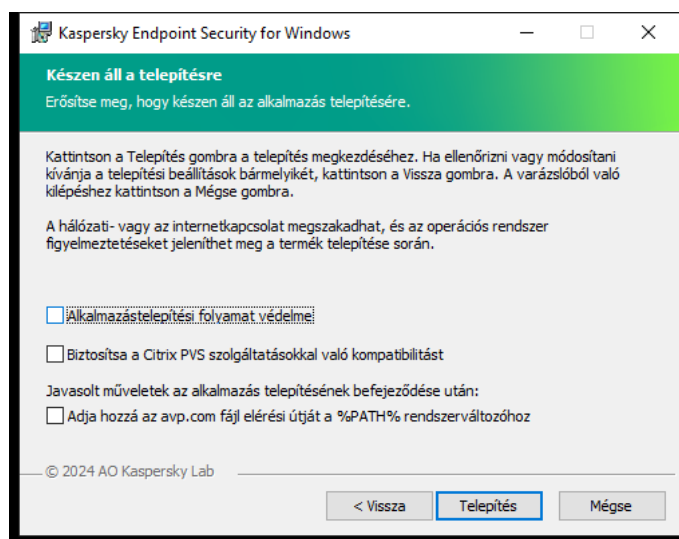 Kaspersky Endpoint Security for Windows
Készen áll a telepítésre
Erősítse meg, hogy készen áll az alkalmazás telepítésére.
Kattintson a Telepítés gombra a telepítés megkezdéséhez. Ha ellenőrizni vagy módosítani
kívánja a telepítési beállítások bármelyikét, kattintson a Vissza gombra. A varázslóból való
kilépéshez kattintson a Mégse gombra.
A hálózati- vagy az internetkapcsolat megszakadhat, és az operációs rendszer
figyelmeztetéseket jeleníthet meg a termék telepítése során.
Alkalmazástelepítési folyamat védelme
Biztosítsa a Citrix PVS szolgáltatásokkal való kompatibilitást
Javasolt műveletek az alkalmazás telepítésének befejeződése után:
Adja hozzá az avp.com fájl elérési útját a %PATH% rendszerváltozóhoz
© 2024 AO Kaspersky Lab
< Vissza Telepítés Mégse